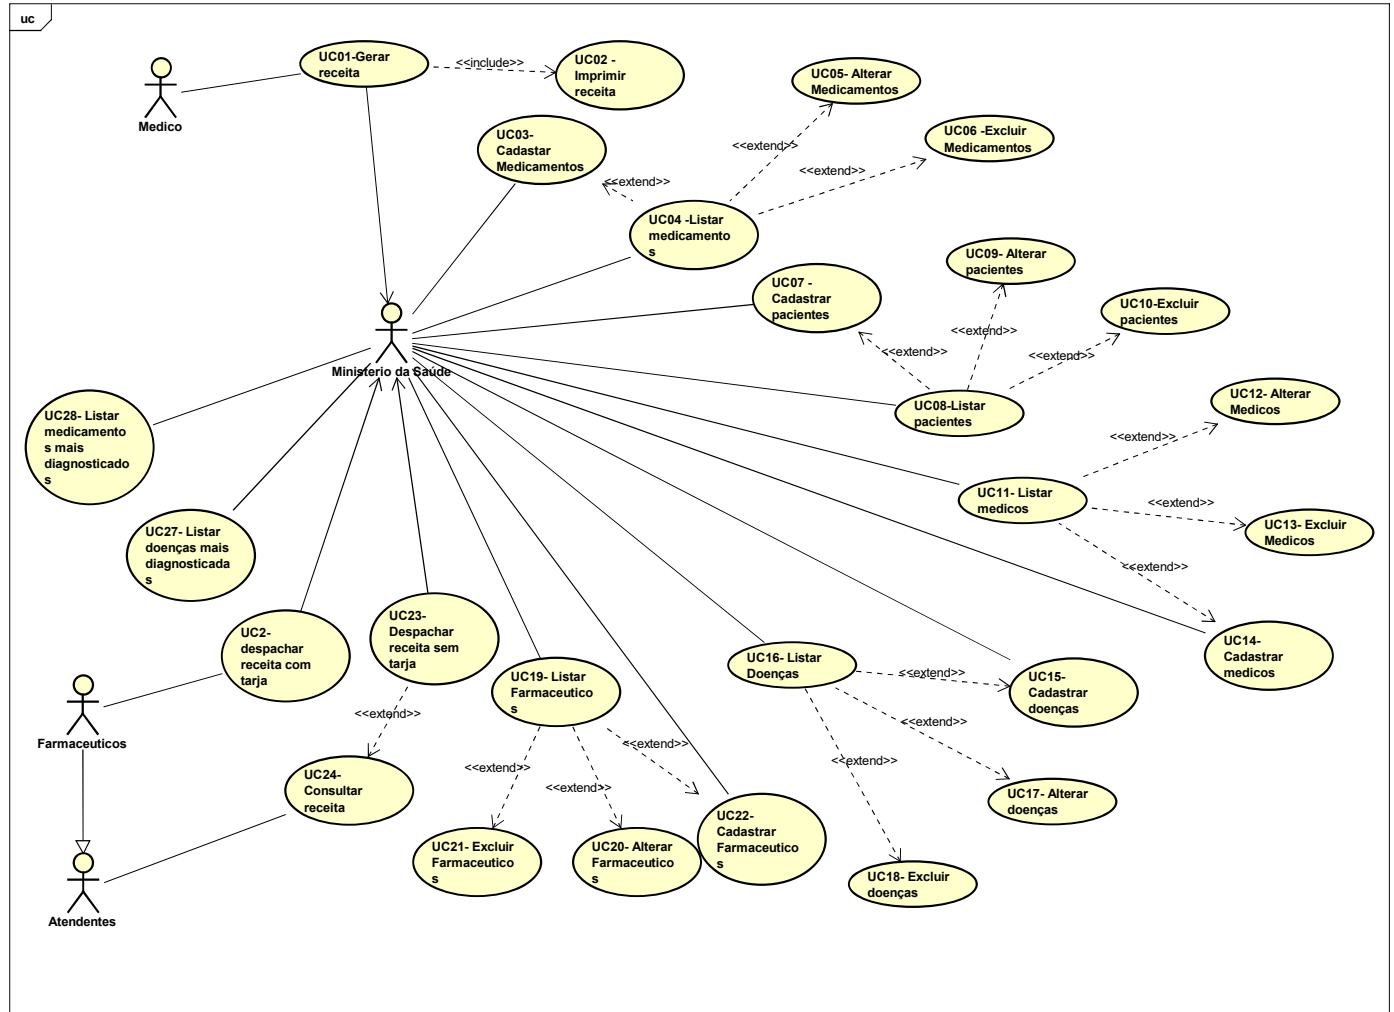 uc
UC01-Gerar
receita
<<include>>
UC02 -
Imprimir
receita
UC05- Alterar
Medicamentos
Medico
UC03-
Cadastar
Medicamentos
<<extend>>
UC06 -Excluir
Medicamentos
<<extend>>
<<extend>>
UC04 -Listar
medicamento
s
UC07 -
Cadastrar
pacientes
UC09- Alterar
pacientes
UC10-Excluir
pacientes
<<extend>>
<<extend>>
<<extend>>
Ministerio da Saúde
UC08-Listar
pacientes
UC12- Alterar
Medicos
UC28- Listar
medicamento
s mais
diagnosticado
s
<<extend>>
UC11- Listar
medicos
<<extend>>
UC13- Excluir
Medicos
UC27- Listar
doenças mais
diagnosticada
s
<<extend>>
UC2-
despachar
receita com
tarja
UC23-
Despachar
receita sem
tarja
UC14-
Cadastrar
medicos
UC16- Listar
Doenças
<<extend>>
UC15-
Cadastrar
doenças
UC19- Listar
Farmaceutico
s
<<extend>>
<<extend>>
Farmaceuticos
<<extend>>
<<extend>>
<<extend>>
<<extend>>
UC24-
Consultar
receita
UC17- Alterar
doenças
UC22-
Cadastrar
Farmaceutico
s
UC21- Excluir
Farmaceutico
s
UC20- Alterar
Farmaceutico
s
UC18- Excluir
doenças
Atendentes